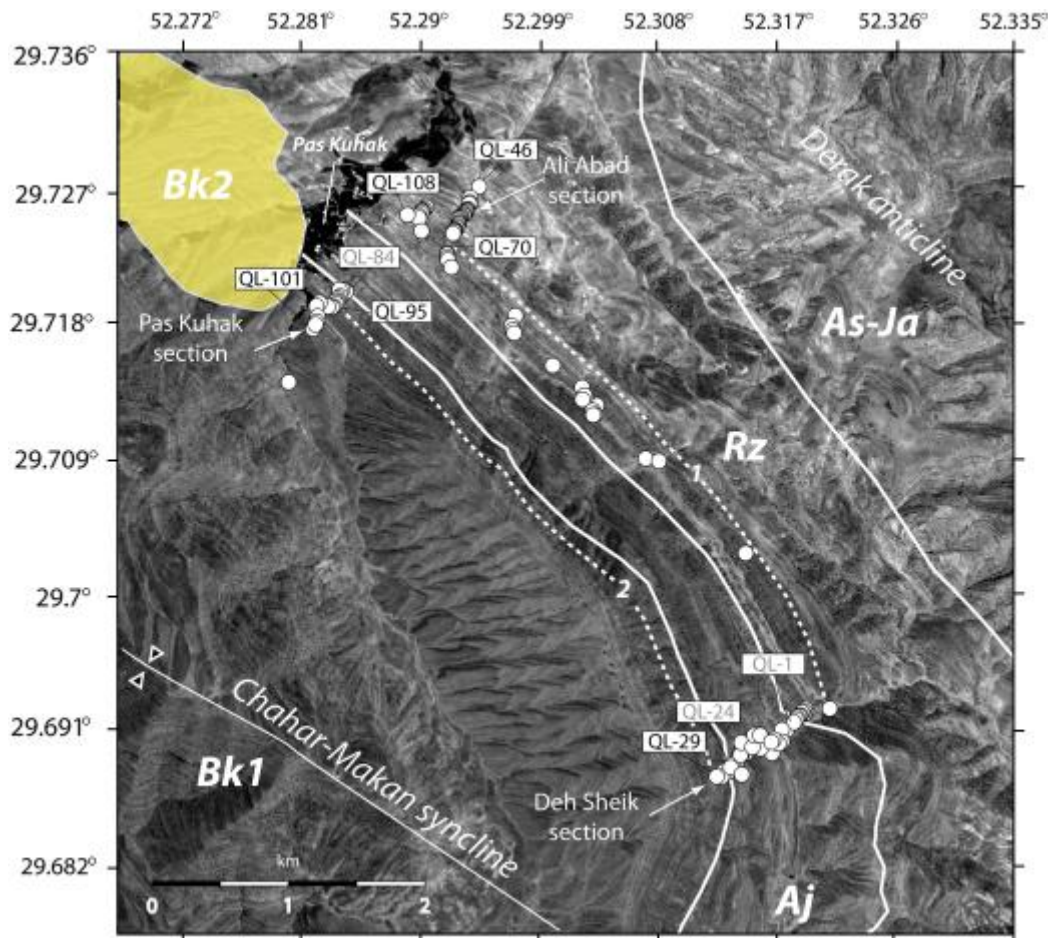 52.272° 52.281° 52.29° 52.299° 52.308° 52.317° 52.326° 52.335°
29.736°
Pas Kuhak
QL-46
Derak anticline
Bk2
QL-108
Ali Abad
section
29.727°
QL-84
QL-70
QL-101
QL-95
As-Ja
29.718°
Pas Kuhak
section
Rz
29.709°
1
29.7°
2
QL-1
Chahar-Makan syncline
QL-24
29.691°
QL-29
Bk1
Deh Sheik
section
29.682°
km
0 1 2
Aj